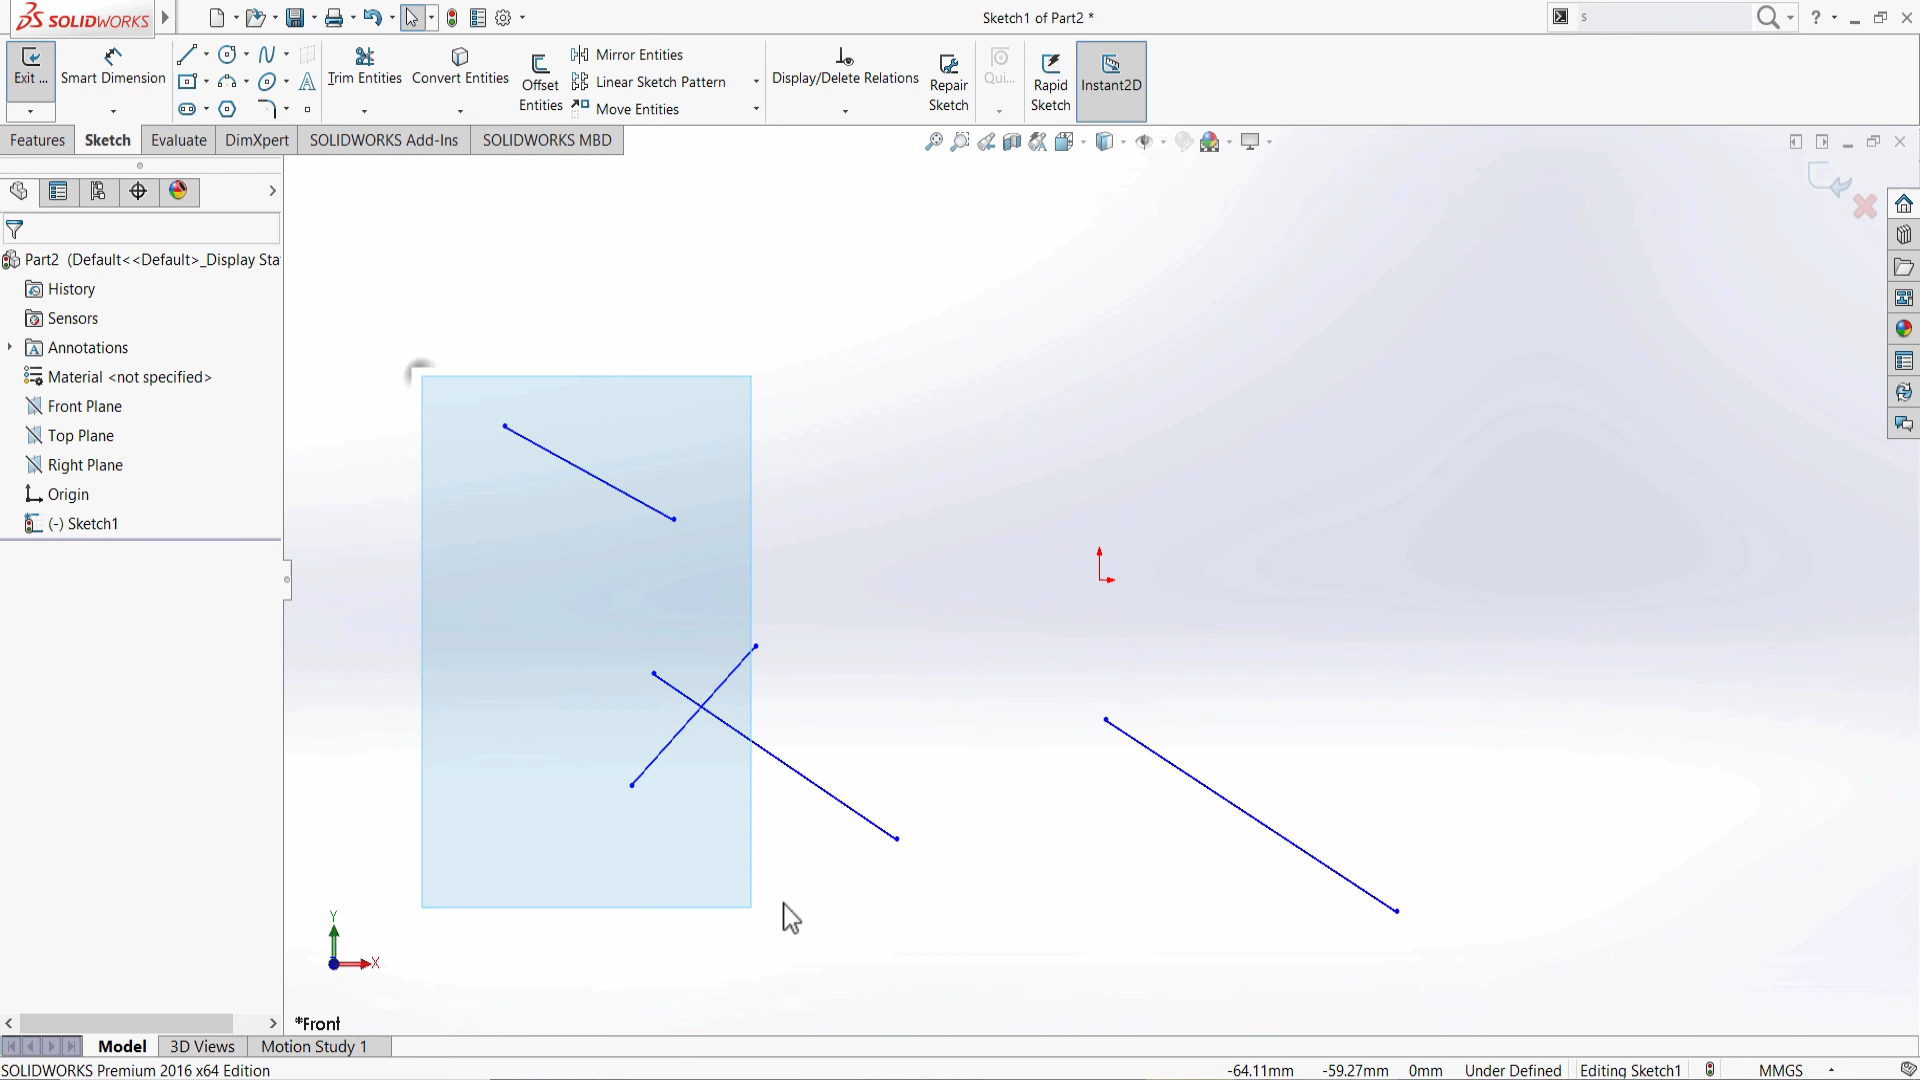 SOLIDWORKS
Sketch1 of Part2 *
s
?
Exit ...
Smart Dimension
Trim Entities
Convert Entities
Offset
Entities
Mirror Entities
Linear Sketch Pattern
Move Entities
Display/Delete Relations
Repair
Sketch
Qui...
Rapid
Sketch
Instant2D
Features
Sketch
Evaluate
DimXpert
SOLIDWORKS Add-Ins
SOLIDWORKS MBD
Part2 (Default<<Default>_Display Sta
History
Sensors
Annotations
Material <not specified>
Front Plane
Top Plane
Right Plane
Origin
(-) Sketch1
Y
X
*Front
Model
3D Views
Motion Study 1
SOLIDWORKS Premium 2016 x64 Edition
-64.11mm
-59.27mm
0mm
Under Defined
Editing Sketch1
MMGS